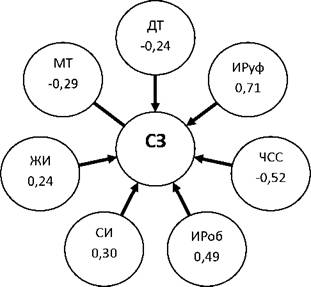 ДТ
-0,24
МТ
-0,29
ИРуф
0,71
СЗ
ЖИ
0,24
ЧСС
-0,52
СИ
0,30
ИРоб
0,49